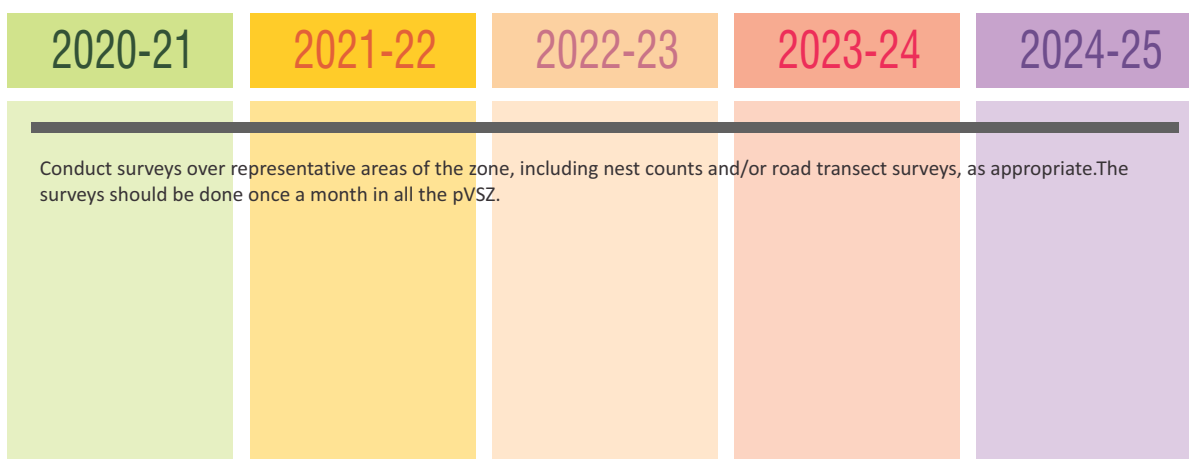 2020-21 2021-22 2022-23 2023-24 2024-25
Conduct surveys over representative areas of the zone, including nest counts and/or road transect surveys, as appropriate.The
surveys should be done once a month in all the pVSZ.